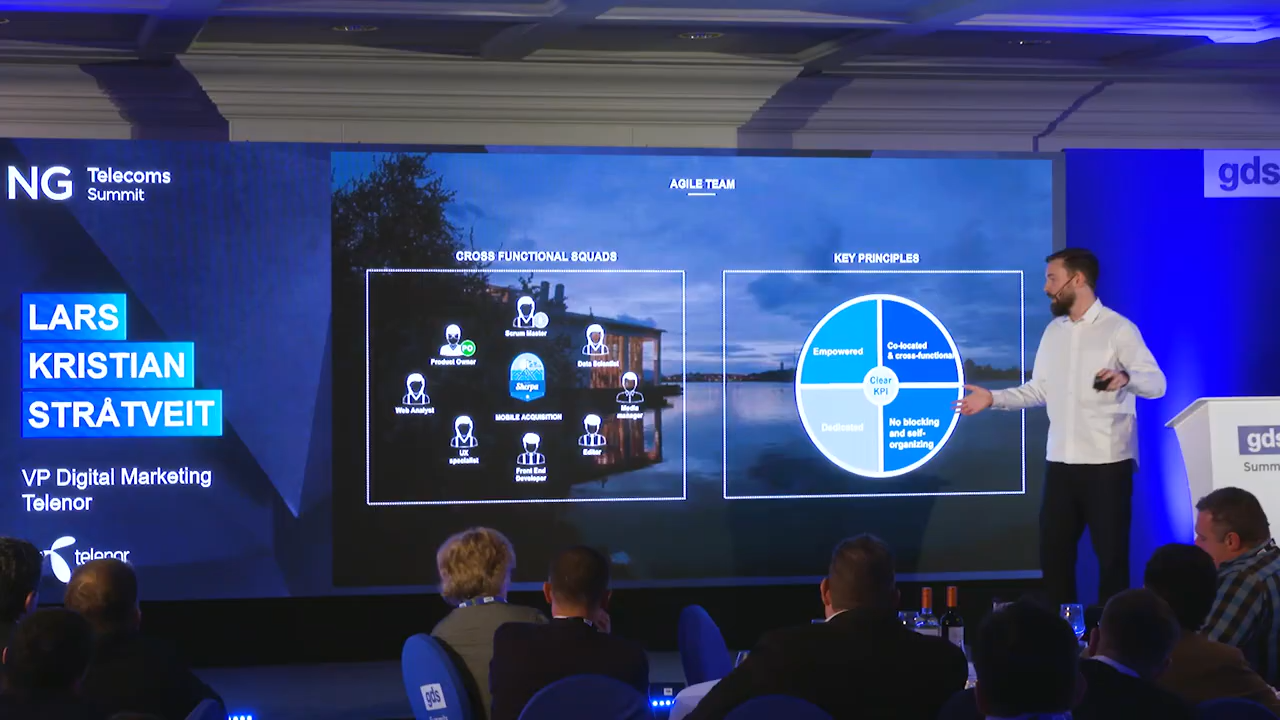 NG Telecoms
Summit
gds
AGILE TEAM
CROSS FUNCTIONAL SQUADS
KEY PRINCIPLES
LARS
KRISTIAN
STRÅTVEIT
VP Digital Marketing
Telenor
telenor
Scrum Master
Product Owner
PO
Data Scientist
Web Analyst
Sherpa
Media
manager
MOBILE ACQUISITION
UX
specialist
Editor
Front End
Developer
Empowered
Co-located
& cross-functional
Clear
KPI
Dedicated
No blocking
and self-
organizing
gds
Summ
gds